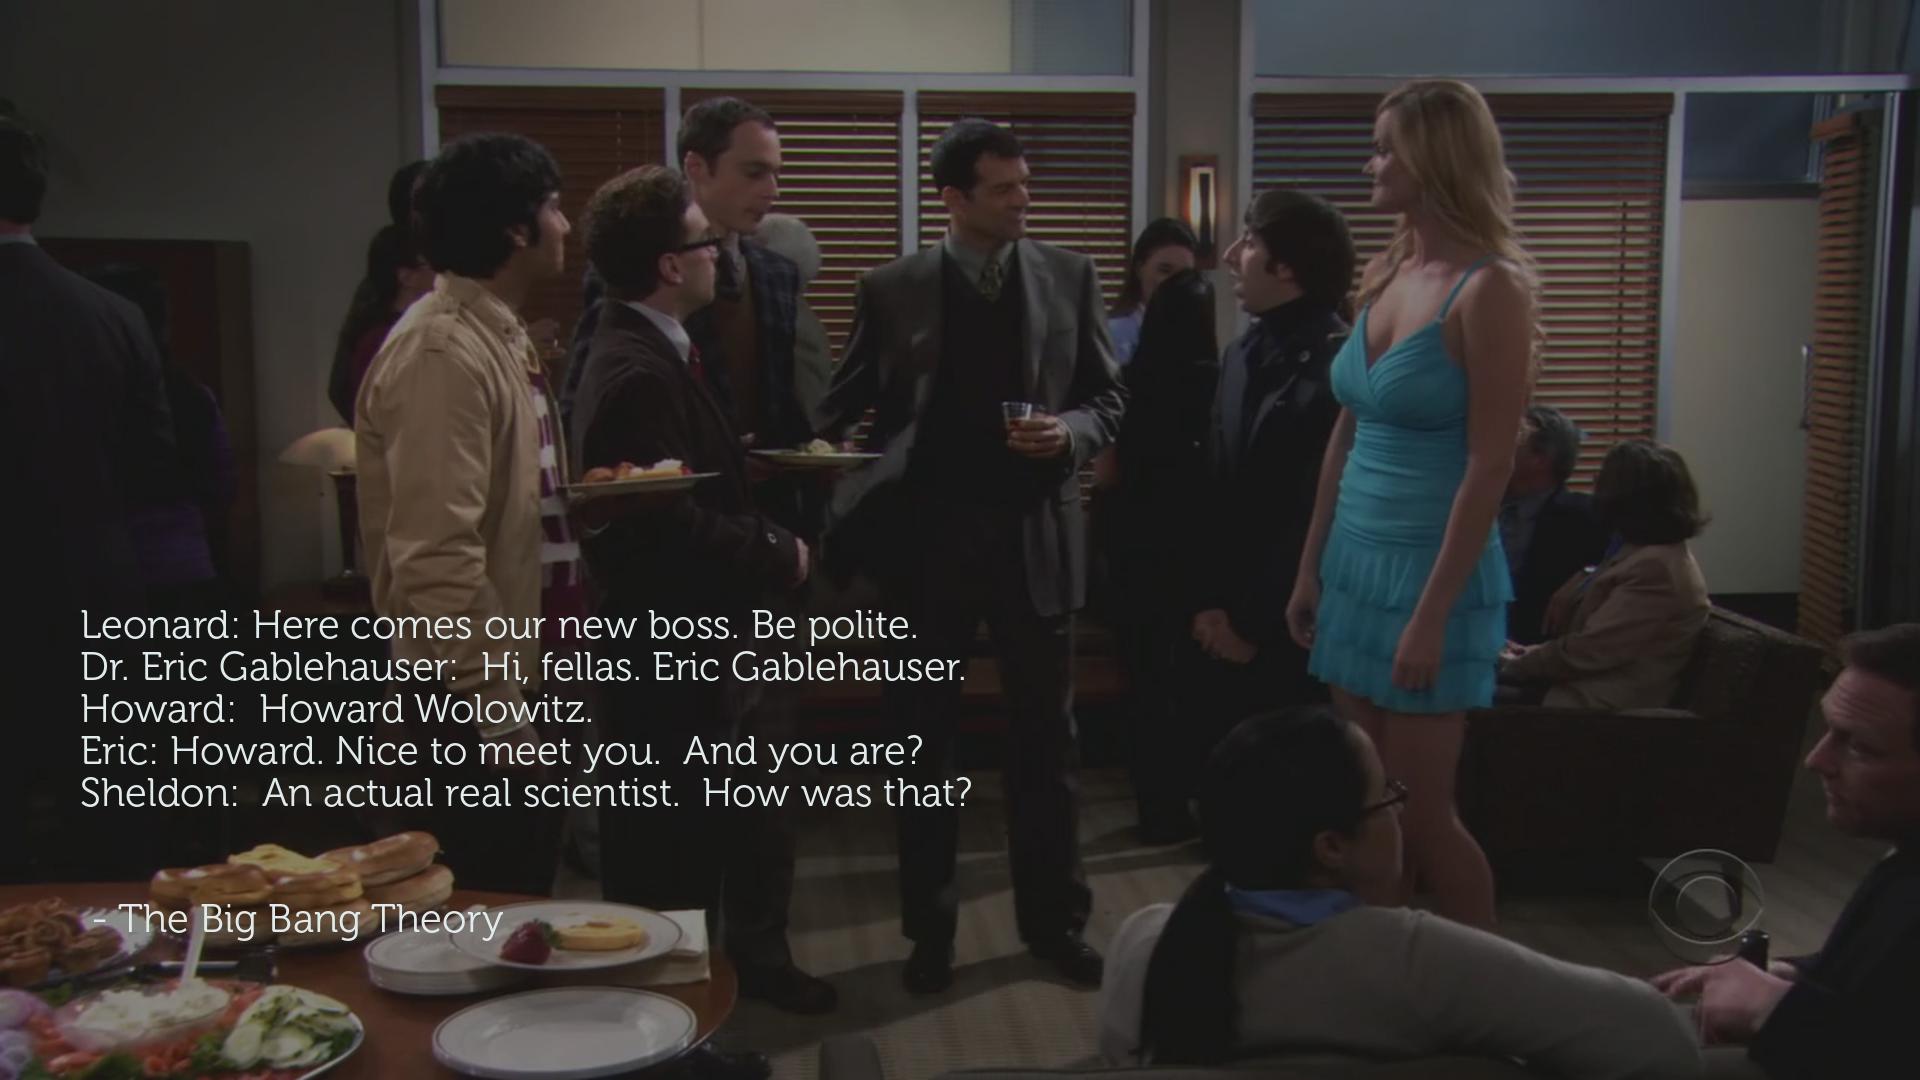 Leonard: Here comes our new boss. Be polite.
Dr. Eric Gablehauser:  Hi, fellas. Eric Gablehauser.
Howard:  Howard Wolowitz.
Eric: Howard. Nice to meet you.  And you are?
Sheldon:  An actual real scientist.  How was that?
- The Big Bang Theory